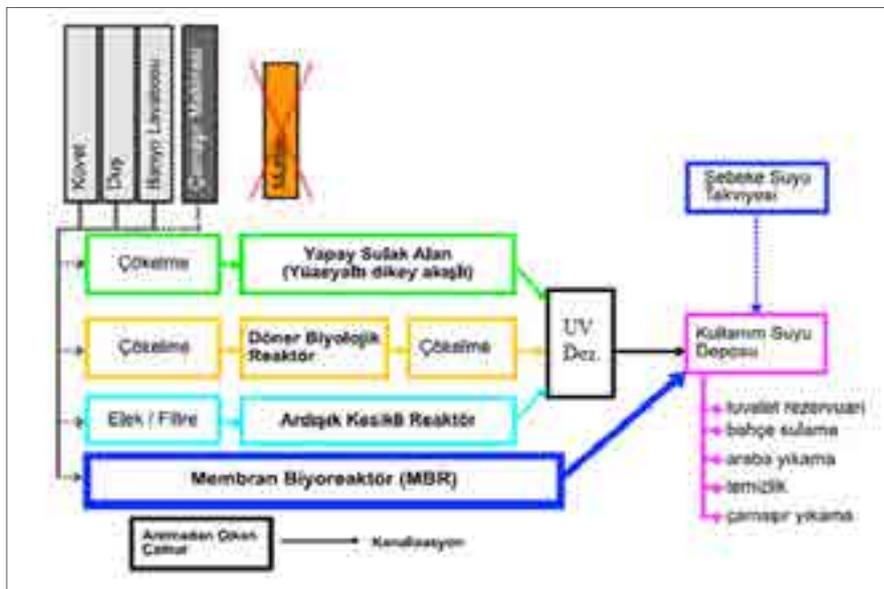 Küvet
Duş
Banyo Lavabosu
Şebeke Suyu
Takviyesi
Çökelme
Yapay Sulak Alan
(Yüzeyaltı dikey akışlı)
Çökelme
Döner Biyolojik
Reaktör
Çökelme
UV
Dez.
Kullanım Suyu
Deposu
Elek / Filtre
Ardışık Kesikli Reaktör
Membran Biyoreaktör (MBR)
tuvalet rezervuarı
bahçe sulama
araba yıkama
temizlik
çamaşır yıkama
Arıtmadan Çıkan
Çamur
Kanalizasyon